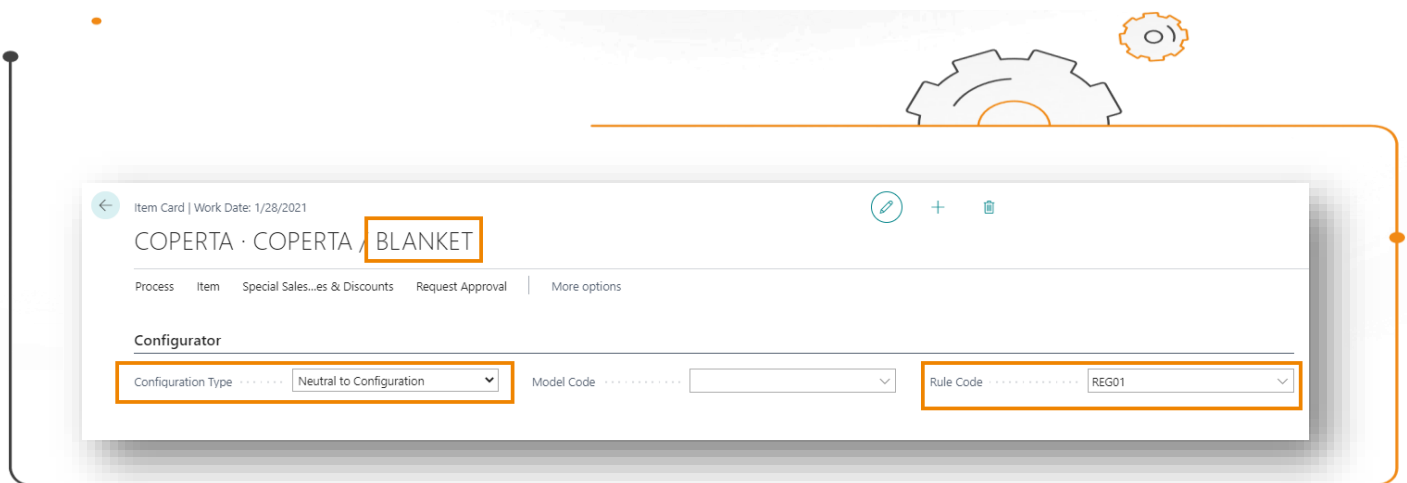 Item Card | Work Date: 1/28/2021
COPERTA · COPERTA / BLANKET
Process Item Special Sales...es & Discounts Request Approval | More options
Configurator
Configuration Type Neutral to Configuration Model Code Rule Code REG01